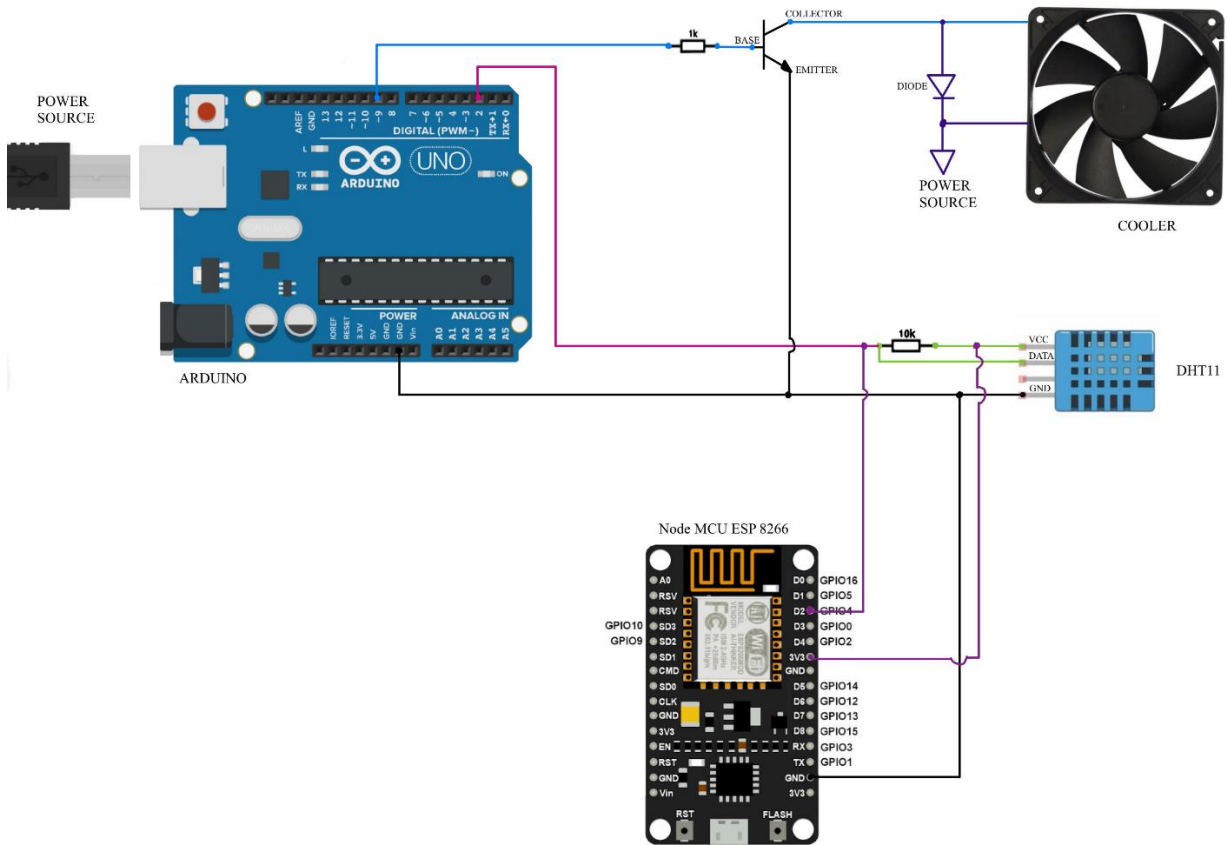 COLLECTOR
1k
BASE
EMITTER
POWER
SOURCE
DIODE
POWER
SOURCE
COOLER
AREF
GND
13
12
~11
~10
~9
8
7
~6
~5
4
~3
2
TX→1
RX←0
DIGITAL (PWM~)
L
TX
RX
ARDUINO
UNO
ON
POWER
ANALOG IN
IOREF
RESET
3.3V
5V
GND
GND
Vin
A0
A1
A2
A3
A4
A5
ARDUINO
10k
VCC
DATA
GND
DHT11
Node MCU ESP 8266
A0
RSV
RSV
GPIO10 SD3
GPIO9 SD2
SD1
CMD
SD0
CLK
GND
3V3
EN
RST
GND
Vin
D0 GPIO16
D1 GPIO5
D2 GPIO4
D3 GPIO0
D4 GPIO2
3V3
GND
D5 GPIO14
D6 GPIO12
D7 GPIO13
D8 GPIO15
RX GPIO3
TX GPIO1
GND
3V3
WiFi
FC
RST
FLASH